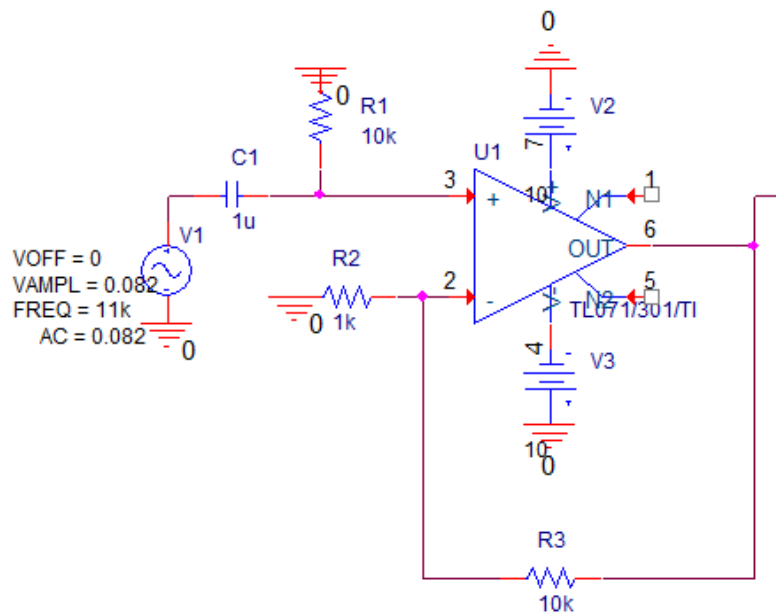 0
0
R1
10k
V2
7
U1
C1
3
+
10
V+
N1
1
1u
V1
6
OUT
VOFF = 0
VAMPL = 0.082
FREQ = 11k
AC = 0.082
0
R2
2
-
0
1k
V-
N2
5
TL071/301/TI
4
V3
10
0
R3
10k